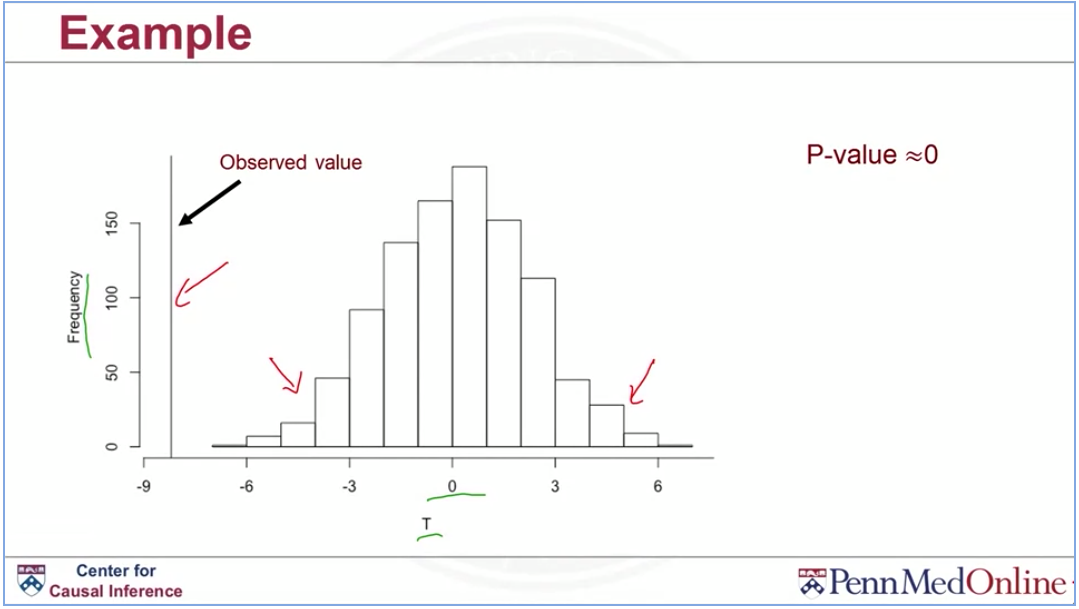 Example
Observed value
P-value ≈0
Frequency
150
100
50
0
-9 -6 -3 0 3 6
T
Center for
Causal Inference
PennMedOnline